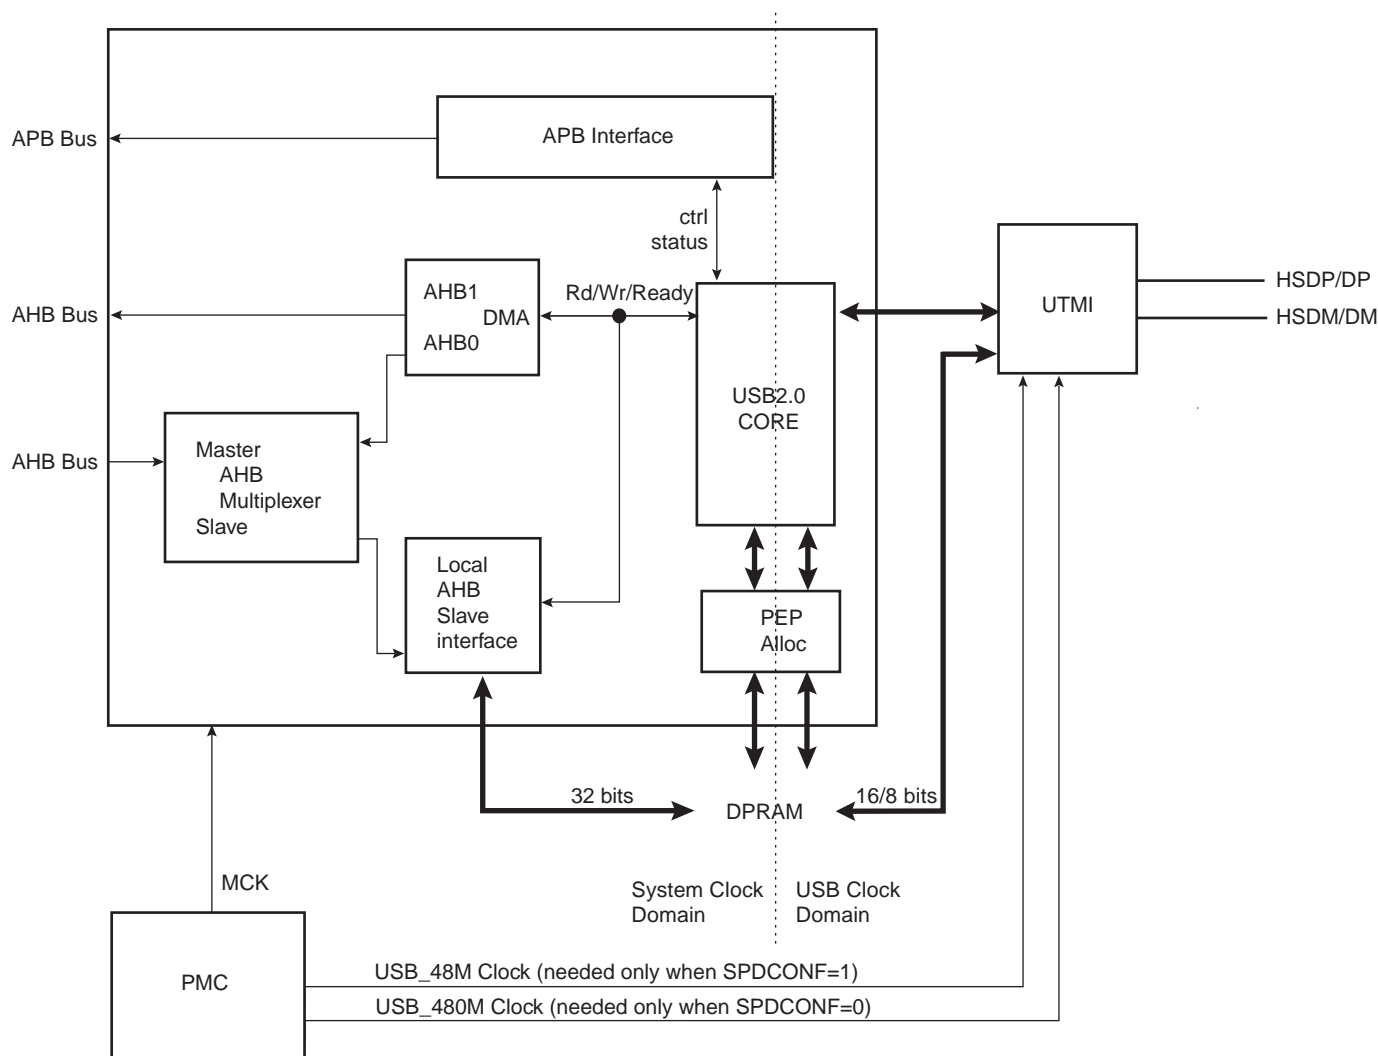 APB Bus
APB Interface
ctrl
status
AHB1
DMA
AHB0
Rd/Wr/Ready
AHB Bus
UTMI
HSDP/DP
HSDM/DM
USB2.0
CORE
AHB Bus
Master
AHB
Multiplexer
Slave
Local
AHB
Slave
interface
PEP
Alloc
32 bits
DPRAM
16/8 bits
MCK
System Clock
Domain
USB Clock
Domain
PMC
USB_48M Clock (needed only when SPDCONF=1)
USB_480M Clock (needed only when SPDCONF=0)